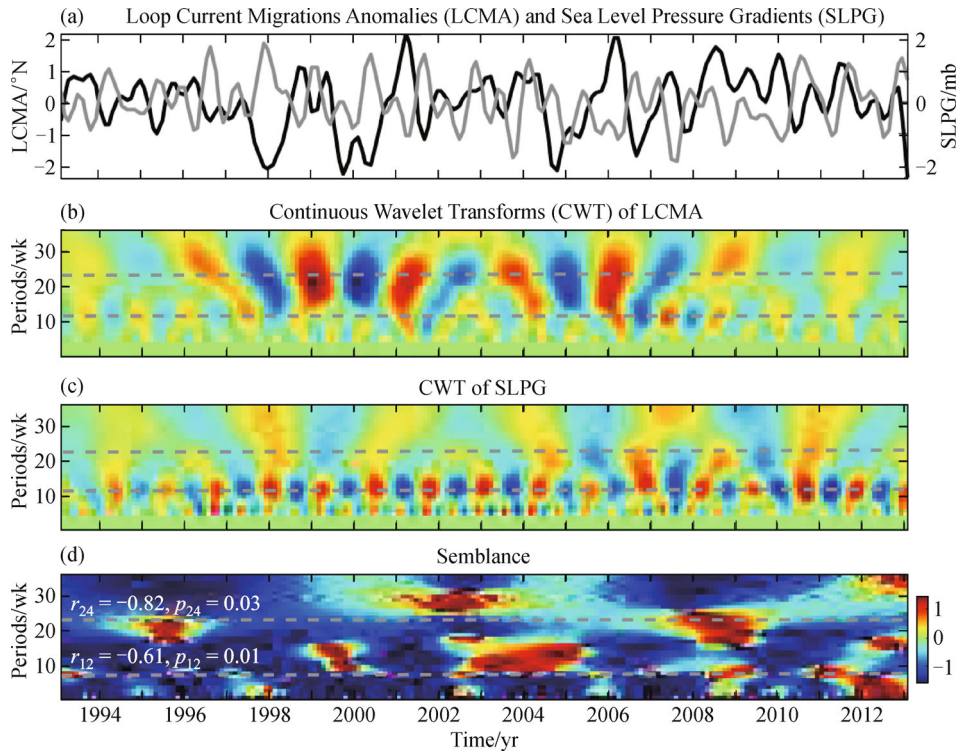 (a) Loop Current Migrations Anomalies (LCMA) and Sea Level Pressure Gradients (SLPG)
2 2
1 1
0 0
−1 −1
−2 −2
LCMA/°N
SLPG/mb
(b) Continuous Wavelet Transforms (CWT) of LCMA
30
20
10
Periods/wk
(c) CWT of SLPG
30
20
10
Periods/wk
(d) Semblance
30
20
10
Periods/wk
r24 = −0.82, p24 = 0.03
r12 = −0.61, p12 = 0.01
1
0
−1
1994 1996 1998 2000 2002 2004 2006 2008 2010 2012
Time/yr